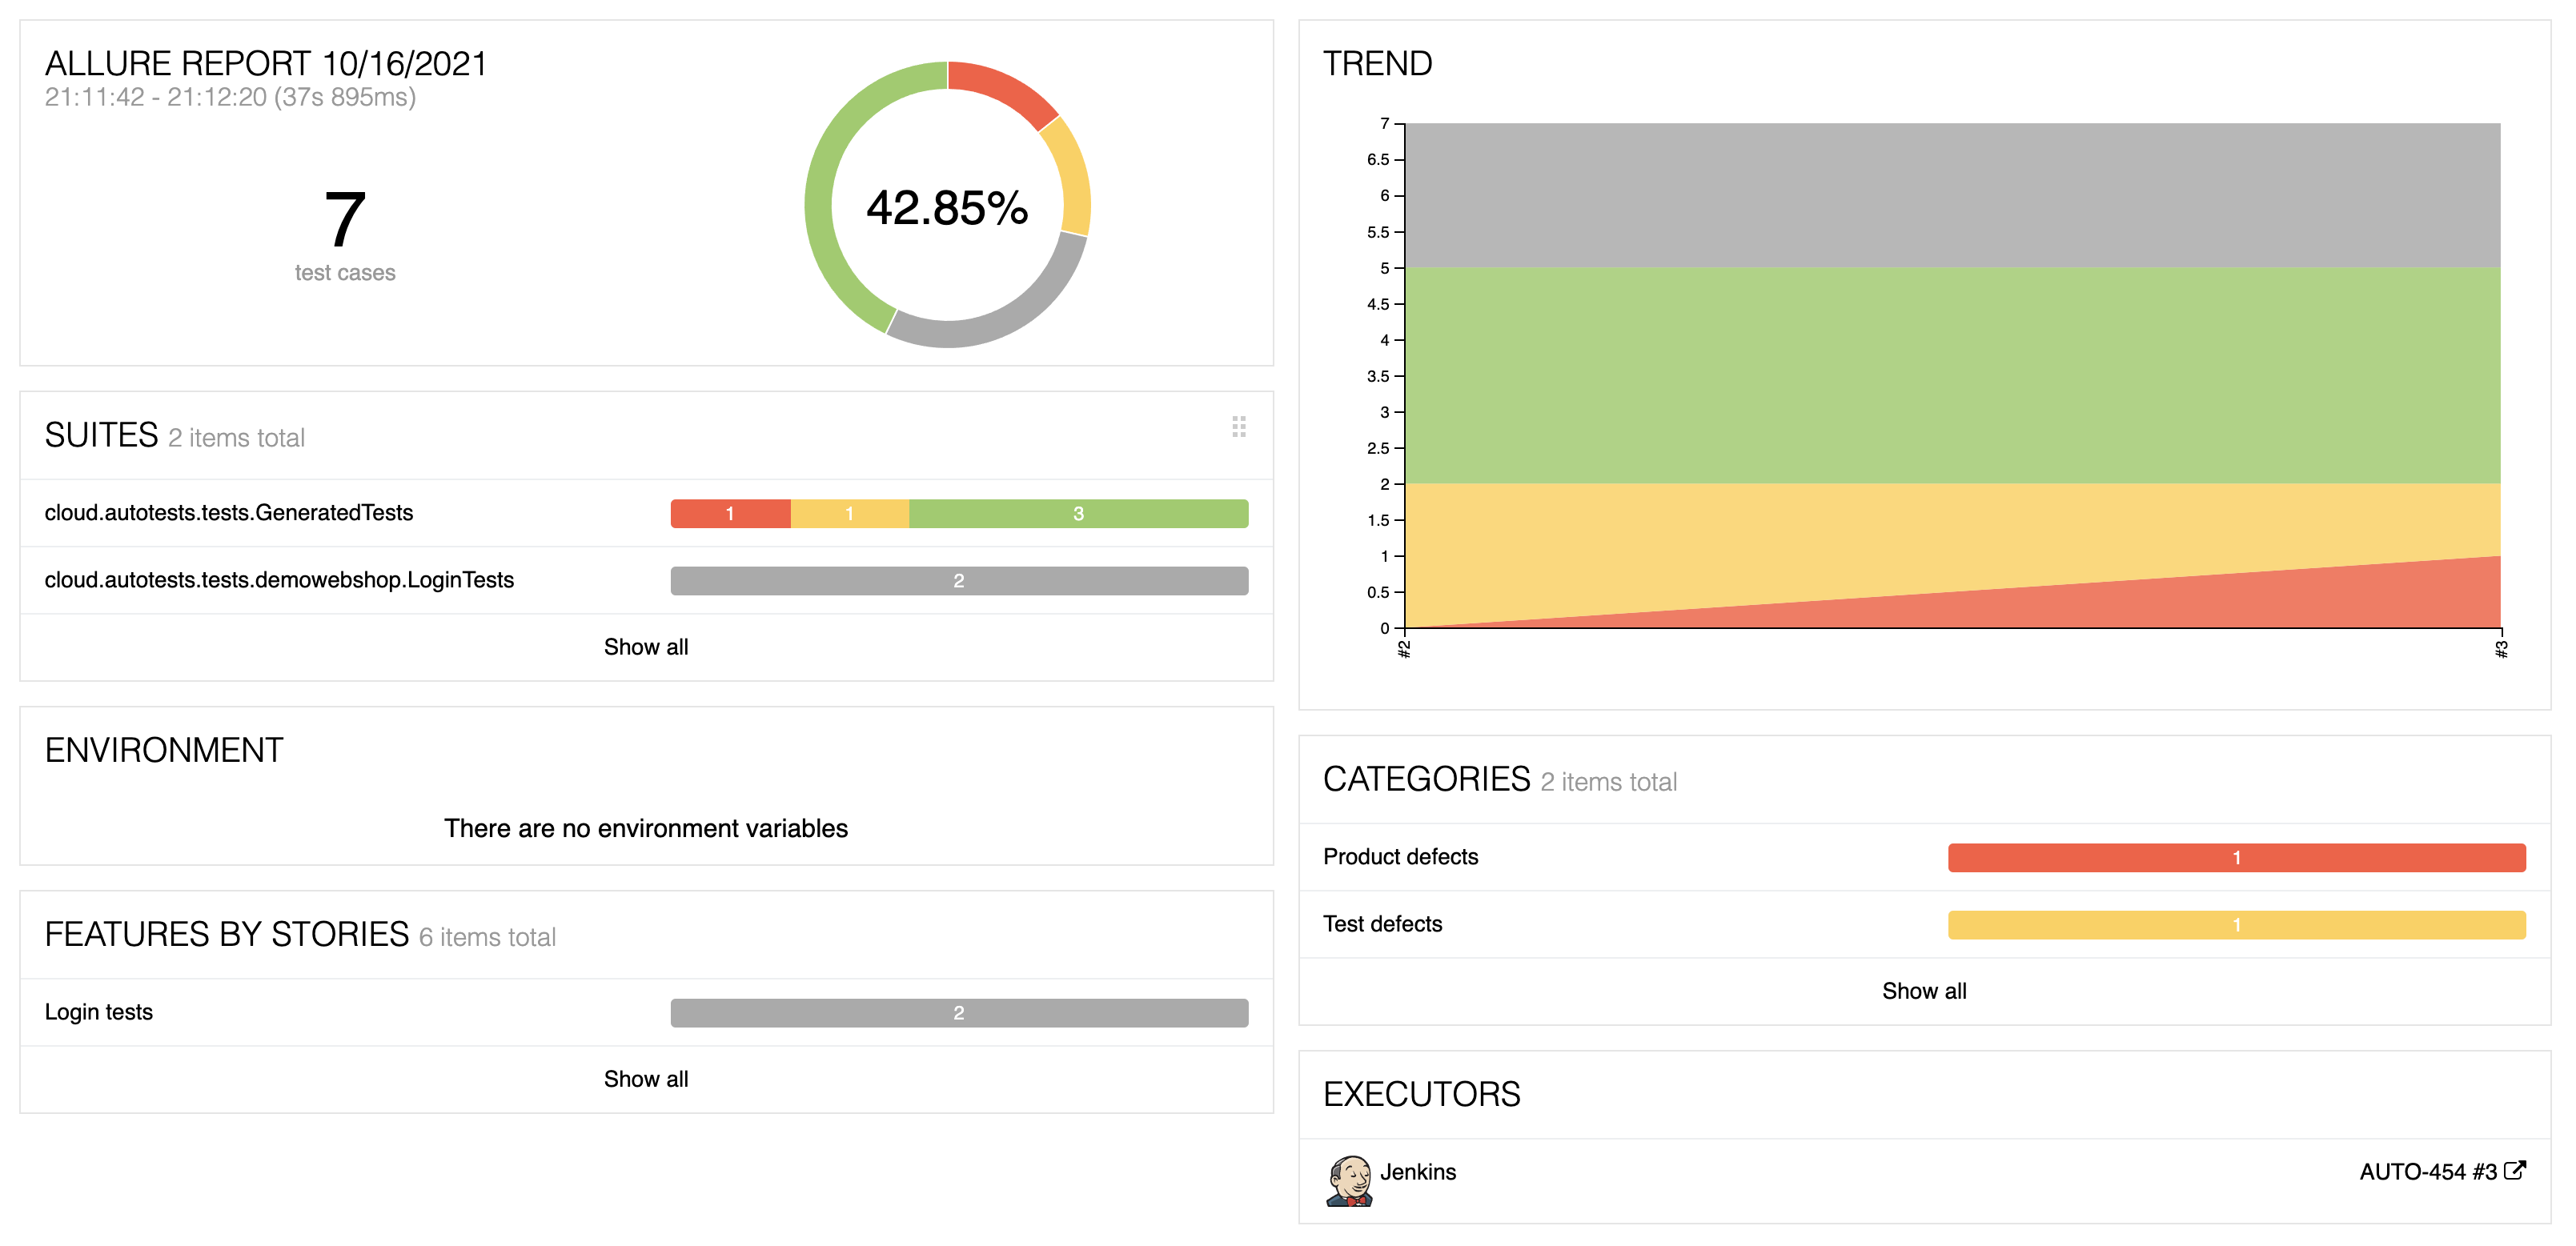 ALLURE REPORT 10/16/2021
21:11:42 - 21:12:20 (37s 895ms)
7
test cases
42.85%
SUITES 2 items total
cloud.autotests.tests.GeneratedTests 1 1 3
cloud.autotests.tests.demowebshop.LoginTests 2
Show all
ENVIRONMENT
There are no environment variables
FEATURES BY STORIES 6 items total
Login tests 2
Show all
TREND
7
6.5
6
5.5
5
4.5
4
3.5
3
2.5
2
1.5
1
0.5
0
#2 #3
CATEGORIES 2 items total
Product defects 1
Test defects 1
Show all
EXECUTORS
Jenkins AUTO-454 #3